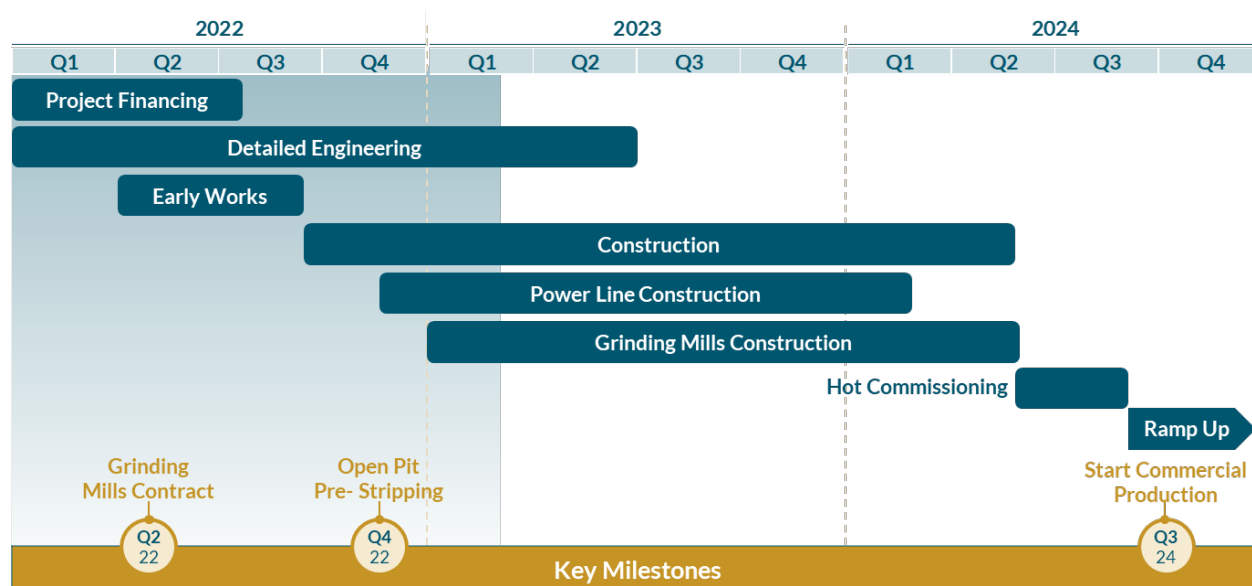 2022 2023 2024
Q1 Q2 Q3 Q4 Q1 Q2 Q3 Q4 Q1 Q2 Q3 Q4
Project Financing
Detailed Engineering
Early Works
Construction
Power Line Construction
Grinding Mills Construction
Hot Commissioning
Ramp Up
Grinding
Mills Contract
Open Pit
Pre- Stripping
Start Commercial
Production
Q2
22
Q4
22
Q3
24
Key Milestones